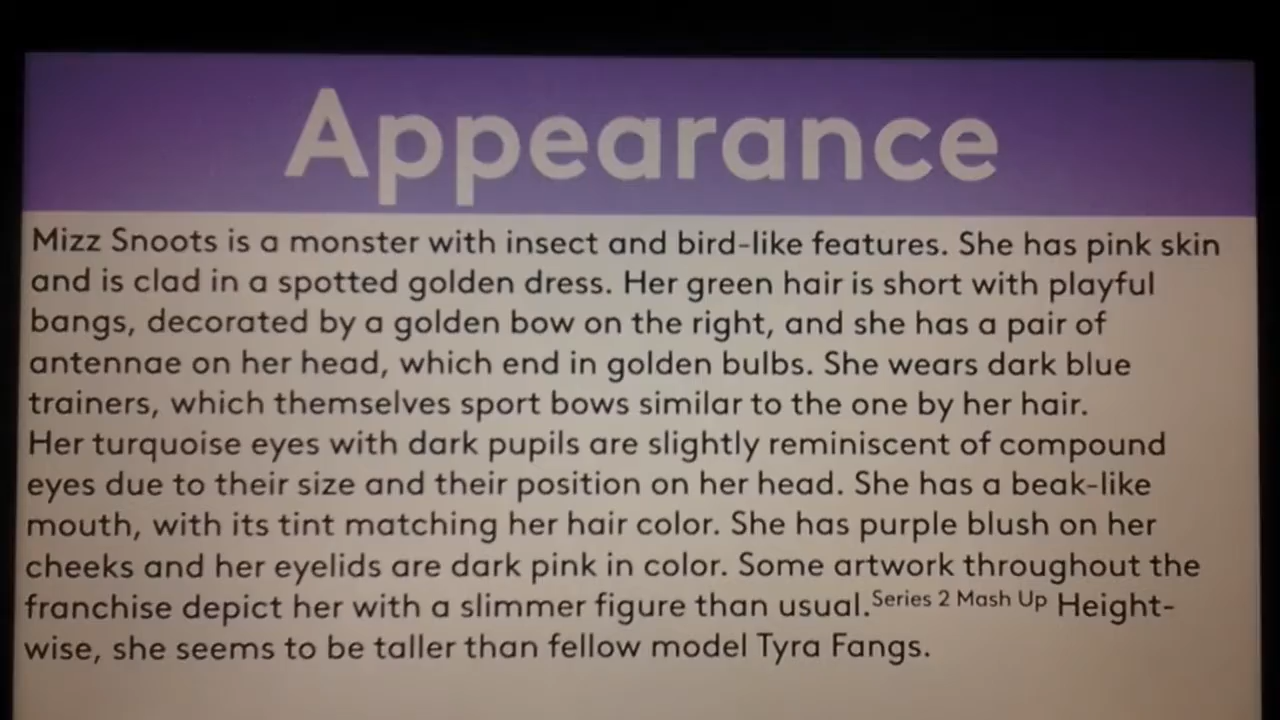 Appearance
Mizz Snoots is a monster with insect and bird-like features. She has pink skin
and is clad in a spotted golden dress. Her green hair is short with playful
bangs, decorated by a golden bow on the right, and she has a pair of
antennae on her head, which end in golden bulbs. She wears dark blue
trainers, which themselves sport bows similar to the one by her hair.
Her turquoise eyes with dark pupils are slightly reminiscent of compound
eyes due to their size and their position on her head. She has a beak-like
mouth, with its tint matching her hair color. She has purple blush on her
cheeks and her eyelids are dark pink in color. Some artwork throughout the
franchise depict her with a slimmer figure than usual.Series 2 Mash Up Height-
wise, she seems to be taller than fellow model Tyra Fangs.